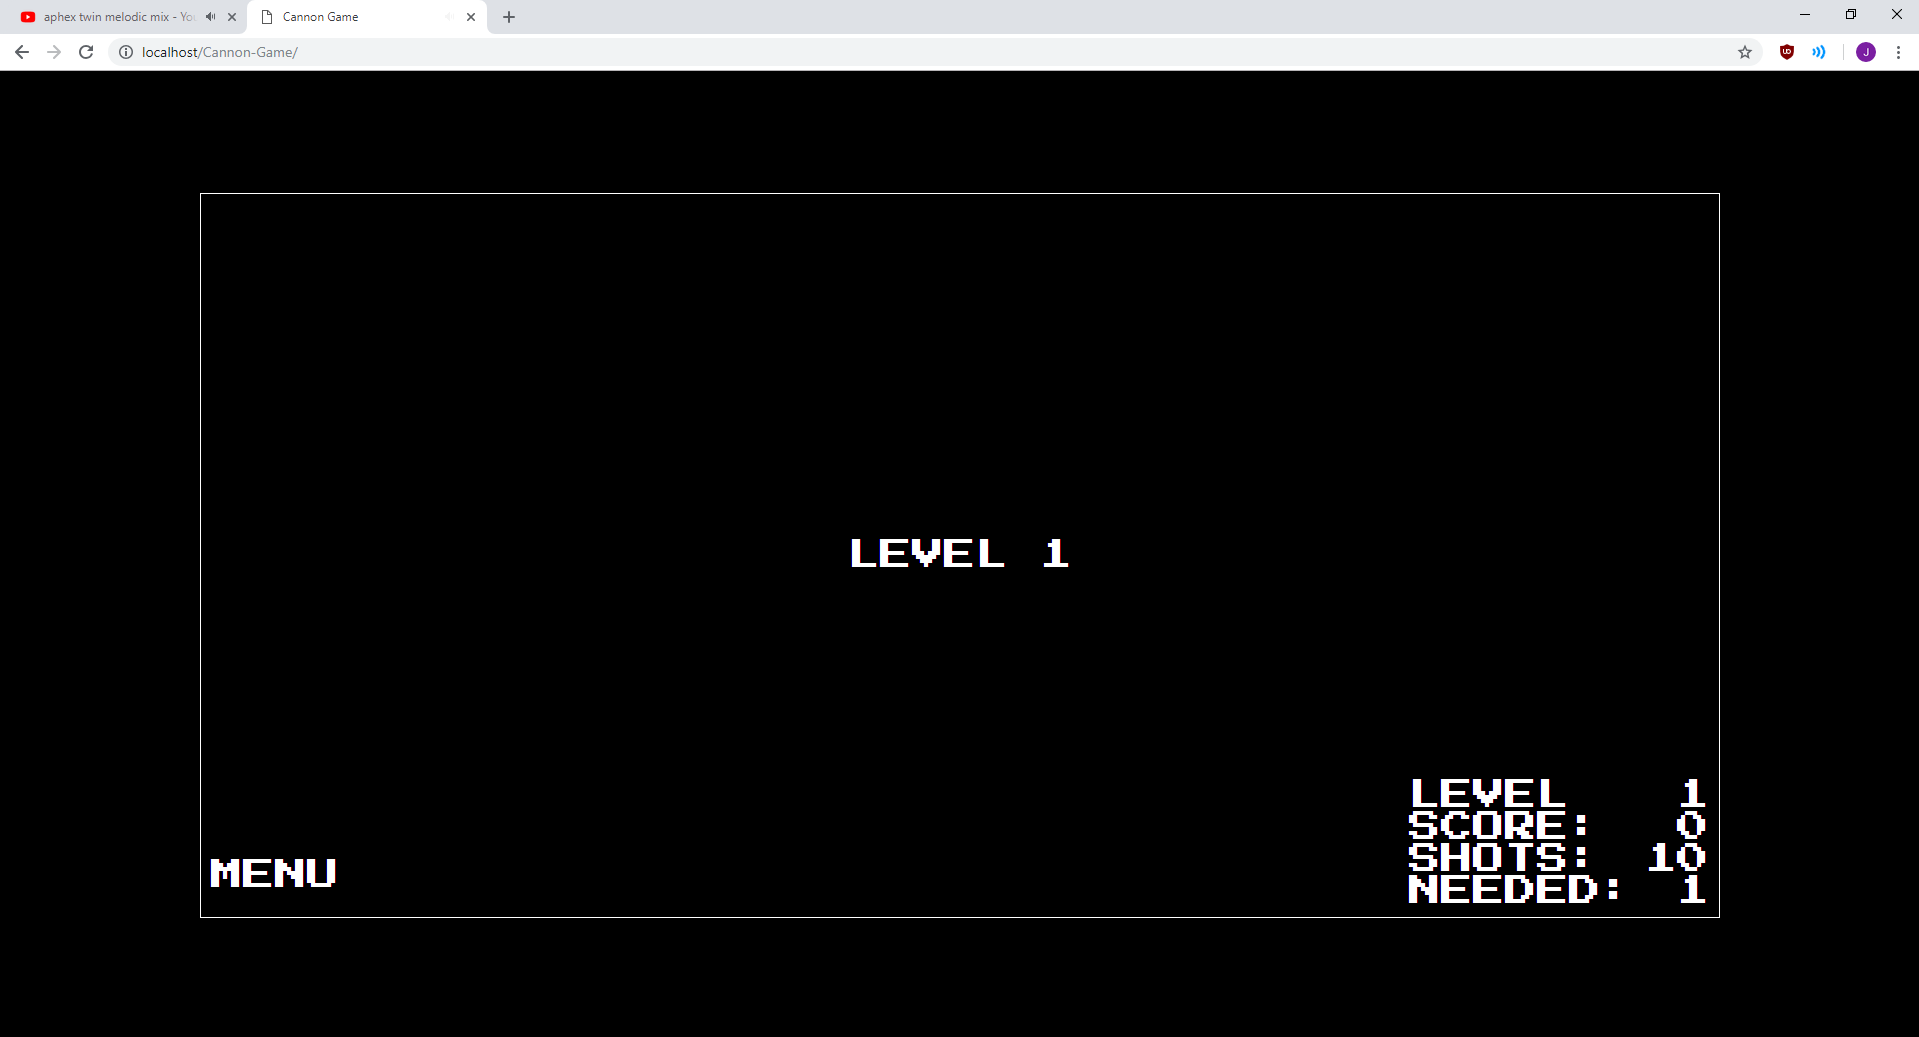 aphex twin melodic mix - Yo
Cannon Game
localhost/Cannon-Game/
J
LEVEL 1
LEVEL 1
SCORE: 0
SHOTS: 10
NEEDED: 1
MENU